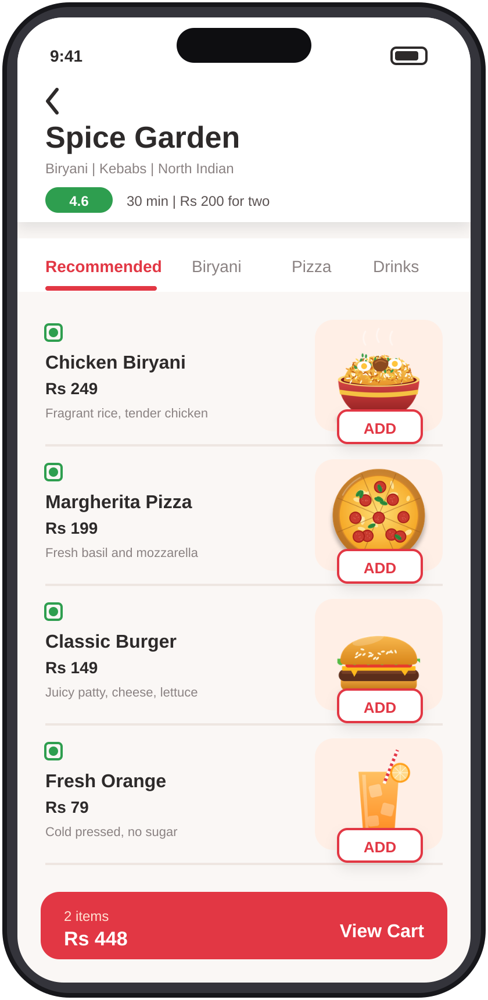 9:41
Spice Garden
Biryani | Kebabs | North Indian
4.6 30 min | Rs 200 for two
Recommended Biryani Pizza Drinks
Chicken Biryani
Rs 249
Fragrant rice, tender chicken
ADD
Margherita Pizza
Rs 199
Fresh basil and mozzarella
ADD
Classic Burger
Rs 149
Juicy patty, cheese, lettuce
ADD
Fresh Orange
Rs 79
Cold pressed, no sugar
ADD
2 items
Rs 448
View Cart